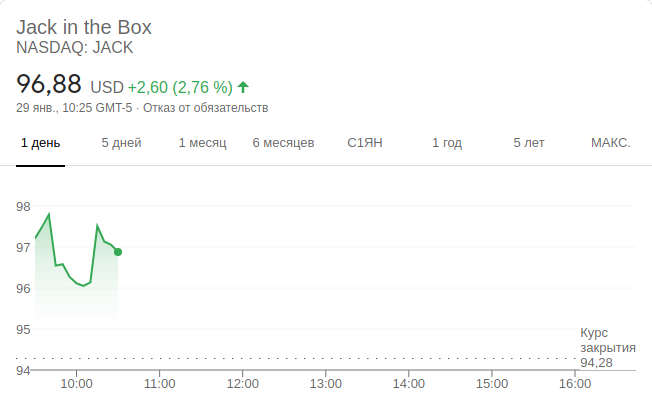 Jack in the Box
NASDAQ: JACK
96,88 USD +2,60 (2,76 %)
29 янв., 10:25 GMT-5 · Отказ от обязательств
1 день 5 дней 1 месяц 6 месяцев С1ЯН 1 год 5 лет МАКС.
98
97
96
95
Курс
закрытия
94,28
94
10:00 11:00 12:00 13:00 14:00 15:00 16:00